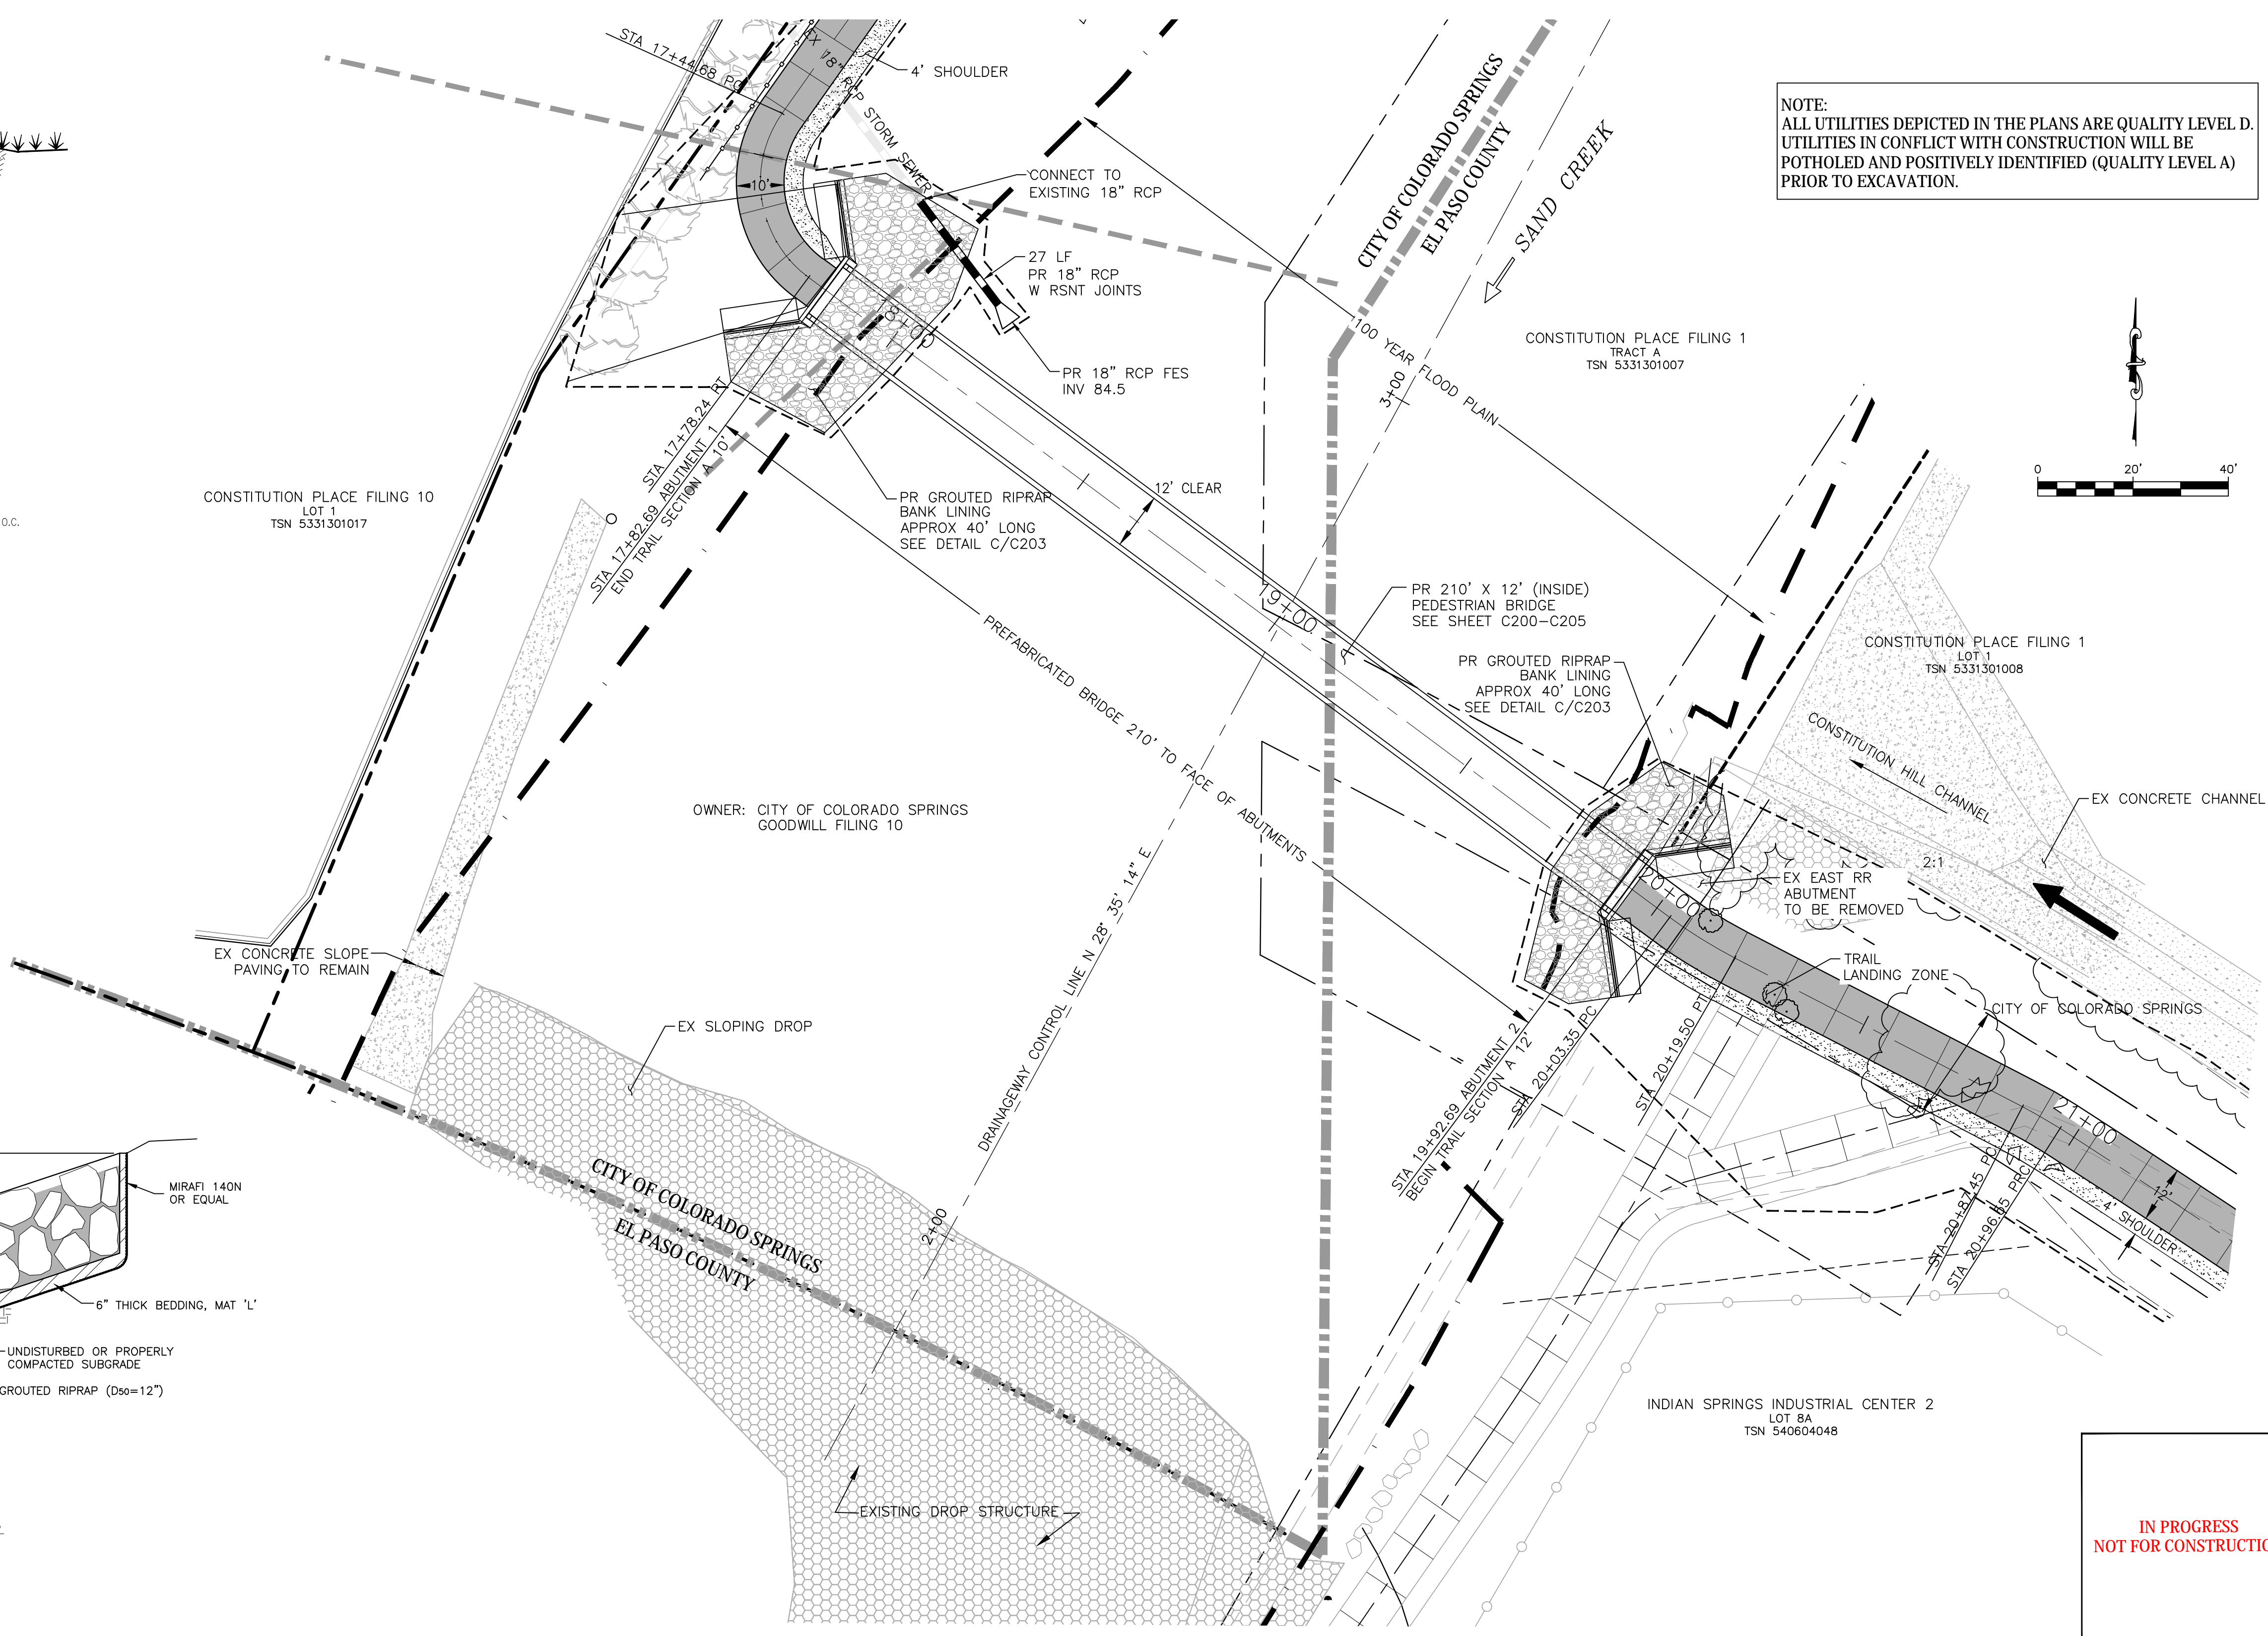 STA 17+44.68 PC
EX 18" RCP STORM SEWER
4' SHOULDER
10'
CONNECT TO
EXISTING 18" RCP
27 LF
PR 18" RCP
W RSNT JOINTS
PR 18" RCP FES
INV 84.5
CITY OF COLORADO SPRINGS
EL PASO COUNTY
SAND CREEK
NOTE:
ALL UTILITIES DEPICTED IN THE PLANS ARE QUALITY LEVEL D.
UTILITIES IN CONFLICT WITH CONSTRUCTION WILL BE
POTHOLED AND POSITIVELY IDENTIFIED (QUALITY LEVEL A)
PRIOR TO EXCAVATION.
100 YEAR FLOOD PLAIN
3+00
CONSTITUTION PLACE FILING 1
TRACT A
TSN 5331301007
0 20' 40'
O.C.
CONSTITUTION PLACE FILING 10
LOT 1
TSN 5331301017
STA 17+78.24 PT
STA 17+82.69 ABUTMENT 1
END TRAIL SECTION A 10'
PR GROUTED RIPRAP
BANK LINING
APPROX 40' LONG
SEE DETAIL C/C203
12' CLEAR
19+00
PR 210' X 12' (INSIDE)
PEDESTRIAN BRIDGE
SEE SHEET C200-C205
PR GROUTED RIPRAP
BANK LINING
APPROX 40' LONG
SEE DETAIL C/C203
CONSTITUTION PLACE FILING 1
LOT 1
TSN 5331301008
CONSTITUTION HILL CHANNEL
EX CONCRETE CHANNEL
2:1
EX EAST RR
ABUTMENT
TO BE REMOVED
PREFABRICATED BRIDGE 210' TO FACE OF ABUTMENTS
OWNER: CITY OF COLORADO SPRINGS
GOODWILL FILING 10
DRAINAGEWAY CONTROL LINE N 28° 35' 14" E
20+00
TRAIL
LANDING ZONE
CITY OF COLORADO SPRINGS
EX CONCRETE SLOPE
PAVING TO REMAIN
EX SLOPING DROP
STA 19+92.69 ABUTMENT 2
BEGIN TRAIL SECTION A 12'
STA 20+03.35 PC
STA 20+19.50 PT
21+00
STA 20+87.45 PC
STA 20+96.65 PRC
12'
4' SHOULDER
CITY OF COLORADO SPRINGS
EL PASO COUNTY
2+00
MIRAFI 140N
OR EQUAL
6" THICK BEDDING, MAT 'L'
UNDISTURBED OR PROPERLY
COMPACTED SUBGRADE
GROUTED RIPRAP (D50=12")
EXISTING DROP STRUCTURE
INDIAN SPRINGS INDUSTRIAL CENTER 2
LOT 8A
TSN 540604048
IN PROGRESS
NOT FOR CONSTRUCTIO